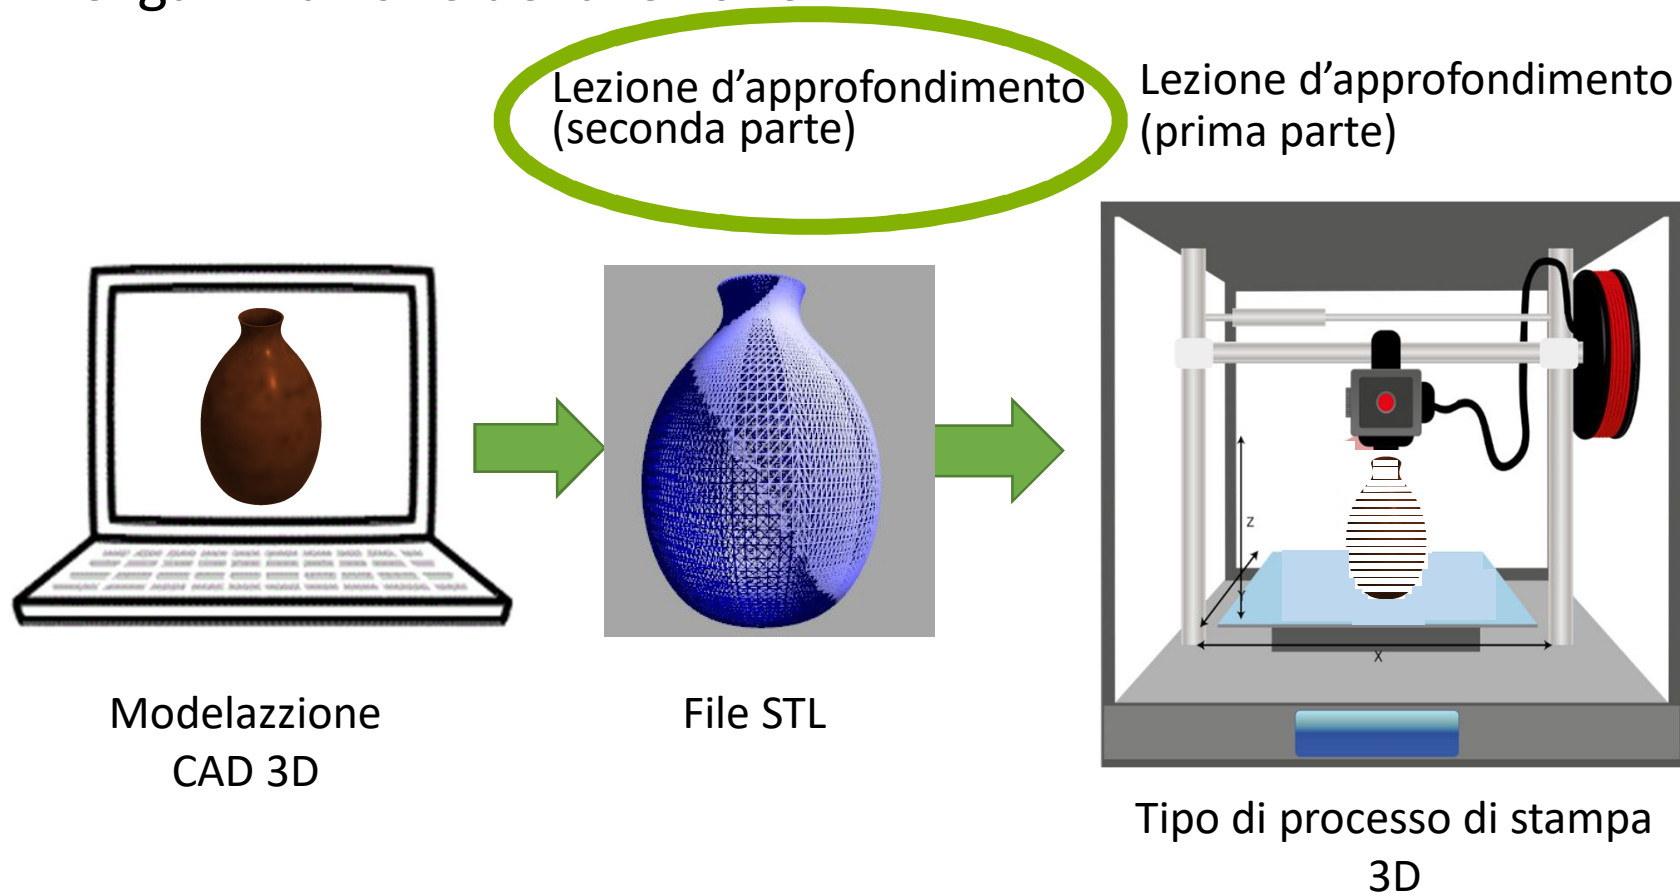 Lezione d'approfondimento
(seconda parte)
Lezione d'approfondimento
(prima parte)
Z
Y
X
Modelazzione
CAD 3D
File STL
Tipo di processo di stampa
3D